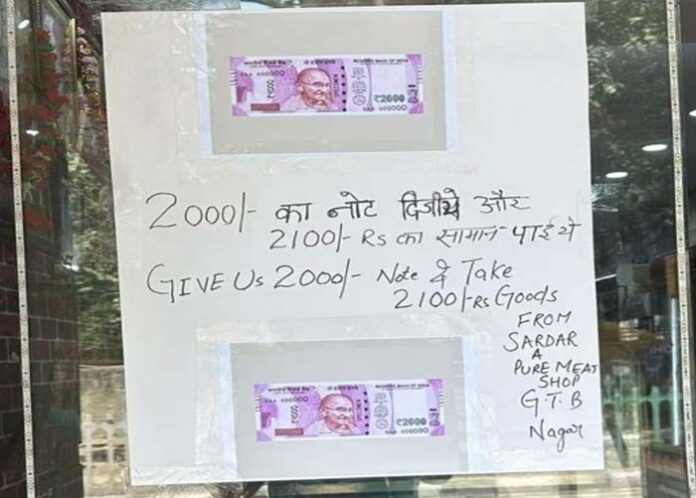 ₹2000
2000/- का नोट दिजीये और
2100/- Rs का सामान पाईये
GIVE Us 2000/- Note & Take
2100/-Rs Goods
FROM
SARDAR
A
PURE MEAT
SHOP
G.T.B
Nagar
₹2000